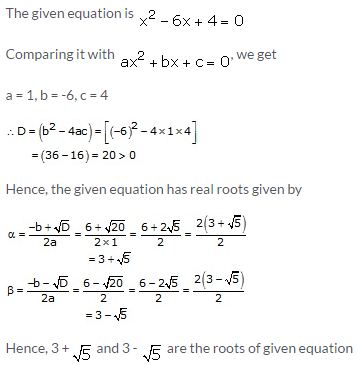 The given equation is x² - 6x + 4 = 0
Comparing it with ax² + bx + c = 0, we get
a = 1, b = -6, c = 4
∴ D = (b² - 4ac) = [(-6)² - 4×1×4]
= (36 - 16) = 20 > 0
Hence, the given equation has real roots given by
α = (-b + √D)/2a = (6 + √20)/(2×1) = (6 + 2√5)/2 = 2(3 + √5)/2
= 3 + √5
β = (-b - √D)/2a = (6 - √20)/2 = (6 - 2√5)/2 = 2(3 - √5)/2
= 3 - √5
Hence, 3 + √5 and 3 - √5 are the roots of given equation